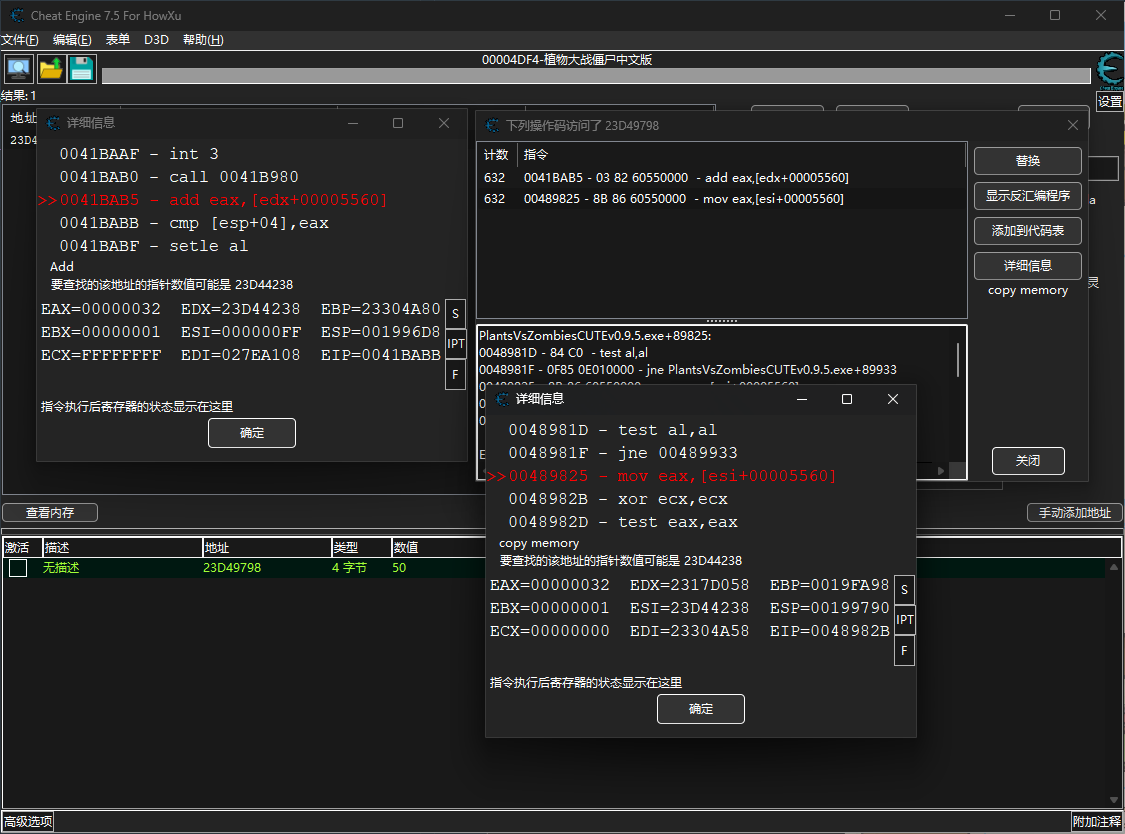 Cheat Engine 7.5 For HowXu
文件(F) 编辑(E) 表单 D3D 帮助(H)
00004DF4-植物大战僵尸中文版
结果: 1
设置
地址
23D4
详细信息
0041BAAF - int 3
0041BAB0 - call 0041B980
>>0041BAB5 - add eax,[edx+00005560]
0041BABB - cmp [esp+04],eax
0041BABF - setle al
Add
要查找的该地址的指针数值可能是 23D44238
EAX=00000032 EDX=23D44238 EBP=23304A80
EBX=00000001 ESI=000000FF ESP=001996D8
ECX=FFFFFFFF EDI=027EA108 EIP=0041BABB
S
IPT
F
指令执行后寄存器的状态显示在这里
确定
下列操作码访问了 23D49798
计数 指令
632 0041BAB5 - 03 82 60550000 - add eax,[edx+00005560]
632 00489825 - 8B 86 60550000 - mov eax,[esi+00005560]
替换
显示反汇编程序
添加到代码表
详细信息
copy memory
关闭
a
灵
PlantsVsZombiesCUTEv0.9.5.exe+89825:
0048981D - 84 C0 - test al,al
0048981F - 0F85 0E010000 - jne PlantsVsZombiesCUTEv0.9.5.exe+89933
详细信息
0048981D - test al,al
0048981F - jne 00489933
>>00489825 - mov eax,[esi+00005560]
0048982B - xor ecx,ecx
0048982D - test eax,eax
copy memory
要查找的该地址的指针数值可能是 23D44238
EAX=00000032 EDX=2317D058 EBP=0019FA98
EBX=00000001 ESI=23D44238 ESP=00199790
ECX=00000000 EDI=23304A58 EIP=0048982B
S
IPT
F
指令执行后寄存器的状态显示在这里
确定
查看内存
手动添加地址
激活 描述 地址 类型 数值
无描述 23D49798 4 字节 50
高级选项
附加注释